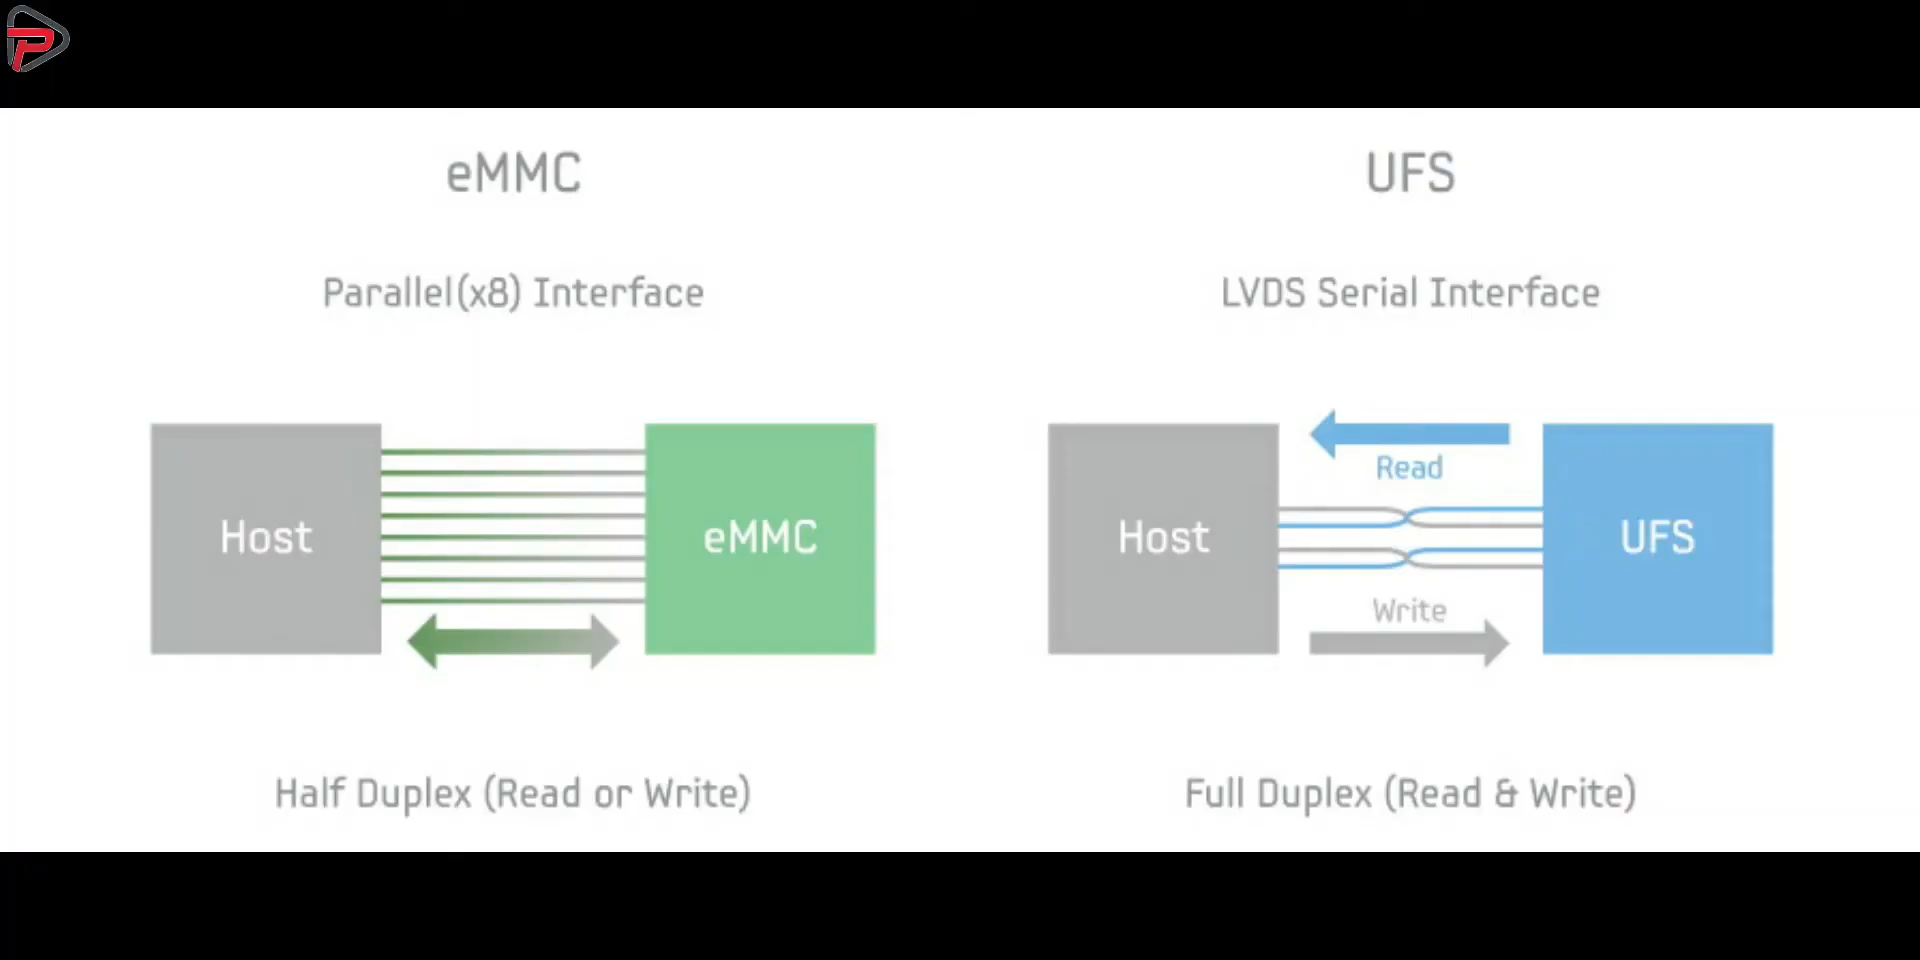 eMMC
Parallel(x8) Interface
Host
eMMC
Half Duplex (Read or Write)
UFS
LVDS Serial Interface
Host
Read
Write
UFS
Full Duplex (Read & Write)